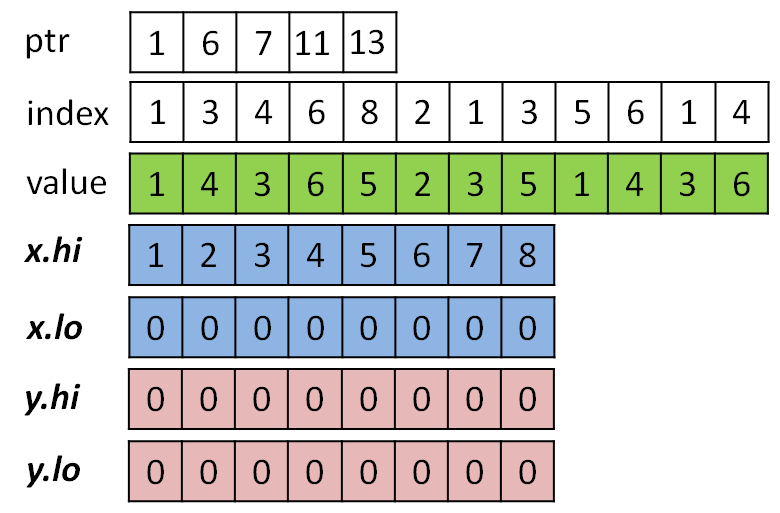 ptr 1 6 7 11 13
index 1 3 4 6 8 2 1 3 5 6 1 4
value 1 4 3 6 5 2 3 5 1 4 3 6
x.hi 1 2 3 4 5 6 7 8
x.lo 0 0 0 0 0 0 0 0
y.hi 0 0 0 0 0 0 0 0
y.lo 0 0 0 0 0 0 0 0